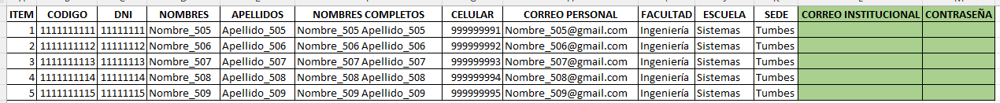 ITEM CODIGO DNI NOMBRES APELLIDOS NOMBRES COMPLETOS CELULAR CORREO PERSONAL FACULTAD ESCUELA SEDE CORREO INSTITUCIONAL CONTRASEÑA
1 1111111111 11111111 Nombre_505 Apellido_505 Nombre_505 Apellido_505 999999991 Nombre_505@gmail.com Ingeniería Sistemas Tumbes
2 1111111112 11111112 Nombre_506 Apellido_506 Nombre_506 Apellido_506 999999992 Nombre_506@gmail.com Ingeniería Sistemas Tumbes
3 1111111113 11111113 Nombre_507 Apellido_507 Nombre_507 Apellido_507 999999993 Nombre_507@gmail.com Ingeniería Sistemas Tumbes
4 1111111114 11111114 Nombre_508 Apellido_508 Nombre_508 Apellido_508 999999994 Nombre_508@gmail.com Ingeniería Sistemas Tumbes
5 1111111115 11111115 Nombre_509 Apellido_509 Nombre_509 Apellido_509 999999995 Nombre_509@gmail.com Ingeniería Sistemas Tumbes